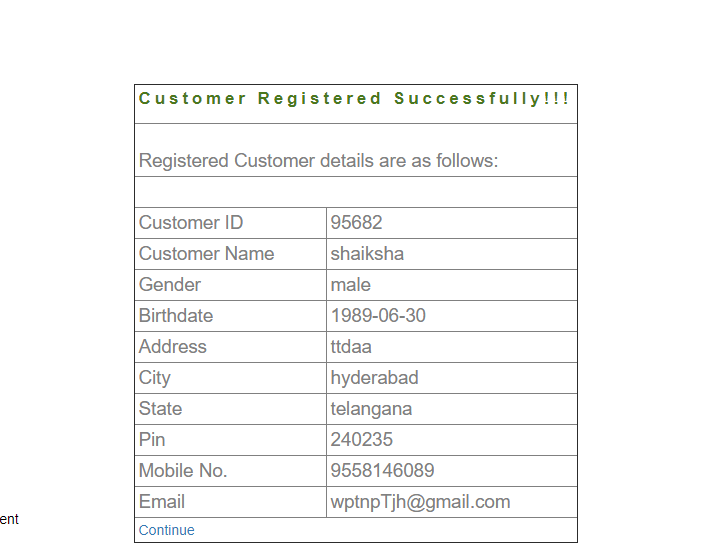 Customer Registered Successfully!!!
Registered Customer details are as follows:
Customer ID 95682
Customer Name shaiksha
Gender male
Birthdate 1989-06-30
Address ttdaa
City hyderabad
State telangana
Pin 240235
Mobile No. 9558146089
Email wptnpTjh@gmail.com
ent
Continue